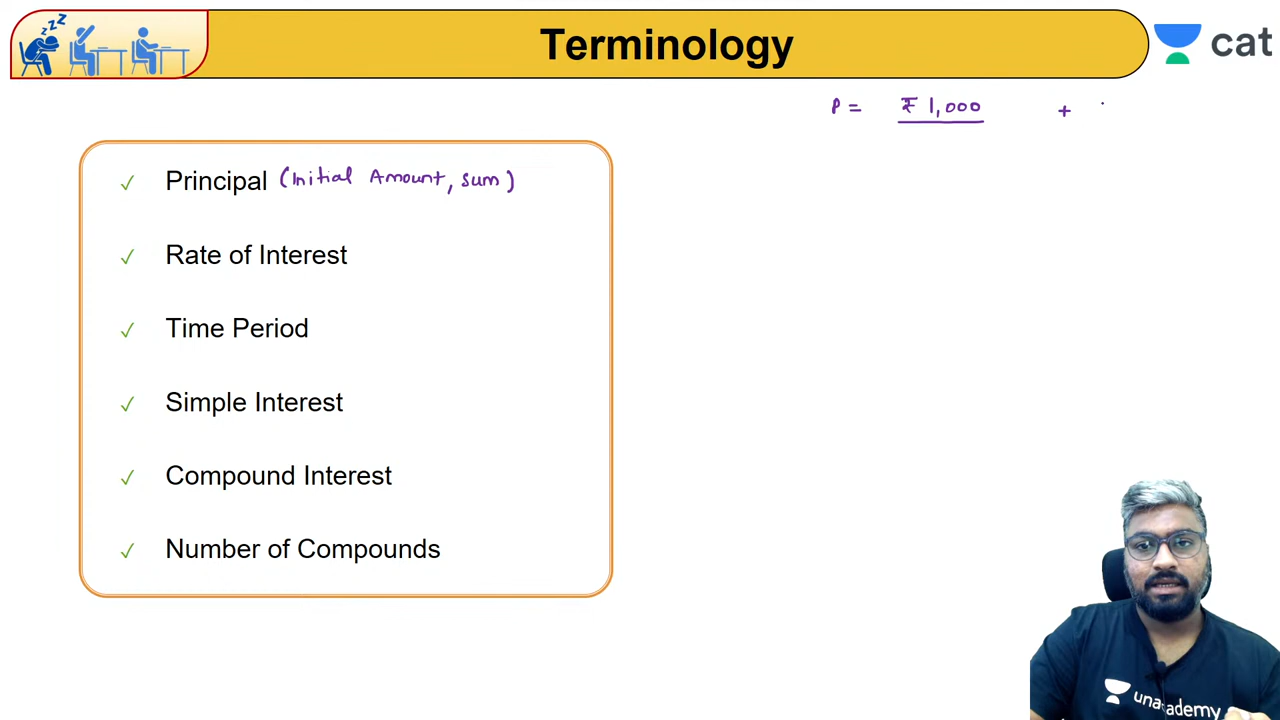 zzz
Terminology
cat
P = ₹ 1,000 +
✓ Principal (Initial Amount, sum)
✓ Rate of Interest
✓ Time Period
✓ Simple Interest
✓ Compound Interest
✓ Number of Compounds
unacademy